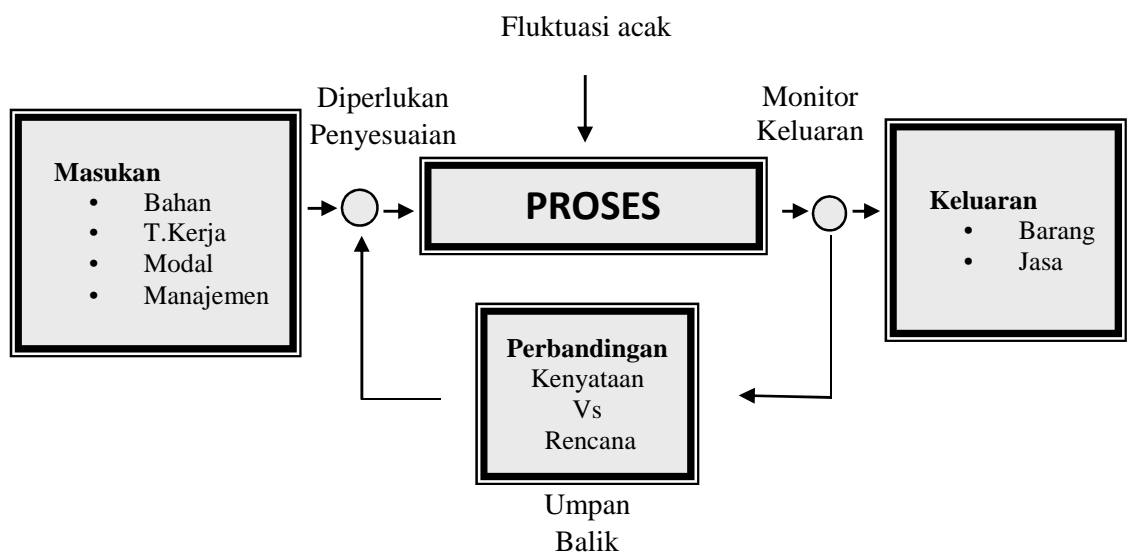 Fluktuasi acak
Diperlukan
Penyesuaian
Monitor
Keluaran
Masukan
• Bahan
• T.Kerja
• Modal
• Manajemen
PROSES
Keluaran
• Barang
• Jasa
Perbandingan
Kenyataan
Vs
Rencana
Umpan
Balik